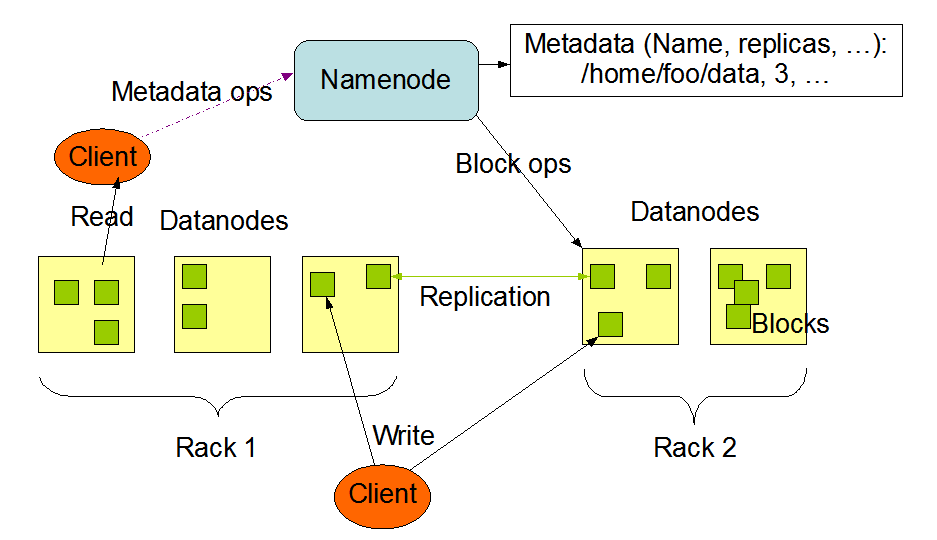 Metadata (Name, replicas, …):
/home/foo/data, 3, …
Namenode
Metadata ops
Client
Block ops
Read
Datanodes
Datanodes
Replication
Blocks
Rack 1
Write
Rack 2
Client